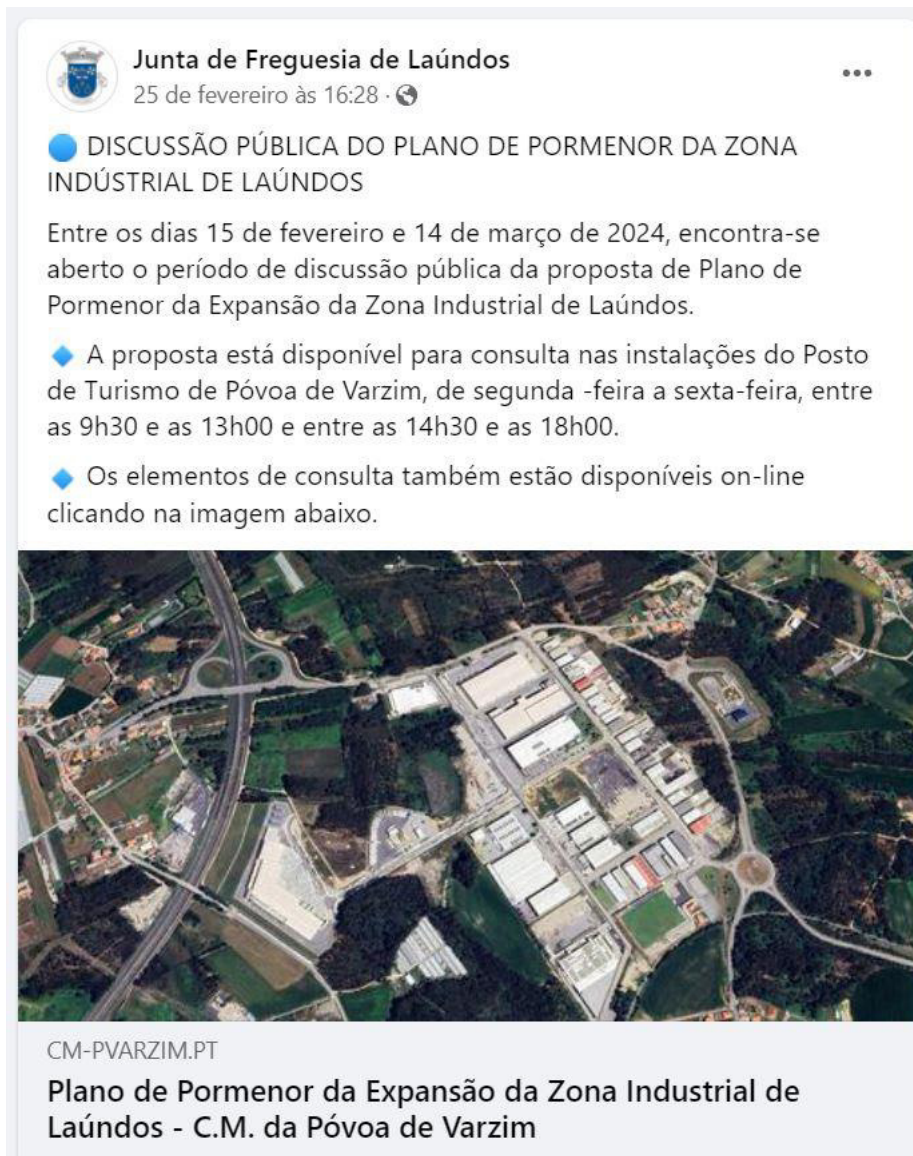 Junta de Freguesia de Laúndos
25 de fevereiro às 16:28 ·
DISCUSSÃO PÚBLICA DO PLANO DE PORMENOR DA ZONA
INDÚSTRIAL DE LAÚNDOS
Entre os dias 15 de fevereiro e 14 de março de 2024, encontra-se
aberto o período de discussão pública da proposta de Plano de
Pormenor da Expansão da Zona Industrial de Laúndos.
A proposta está disponível para consulta nas instalações do Posto
de Turismo de Póvoa de Varzim, de segunda -feira a sexta-feira, entre
as 9h30 e as 13h00 e entre as 14h30 e as 18h00.
Os elementos de consulta também estão disponíveis on-line
clicando na imagem abaixo.
CM-PVARZIM.PT
Plano de Pormenor da Expansão da Zona Industrial de
Laúndos - C.M. da Póvoa de Varzim